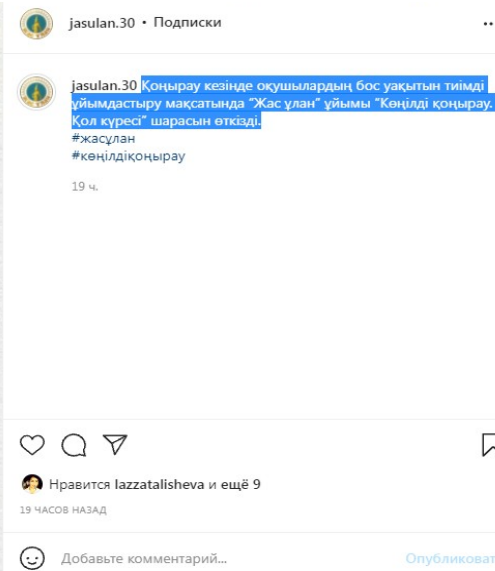 jasulan.30 • Подписки
jasulan.30 Қоңырау кезінде оқушылардың бос уақытын тиімді
ұйымдастыру мақсатында "Жас ұлан" ұйымы "Көңілді қоңырау.
Қол күресі" шарасын өткізді.
#жасұлан
#көңілдіқоңырау
19 ч.
Нравится lazzatalisheva и ещё 9
19 ЧАСОВ НАЗАД
Добавьте комментарий...
Опубликоват